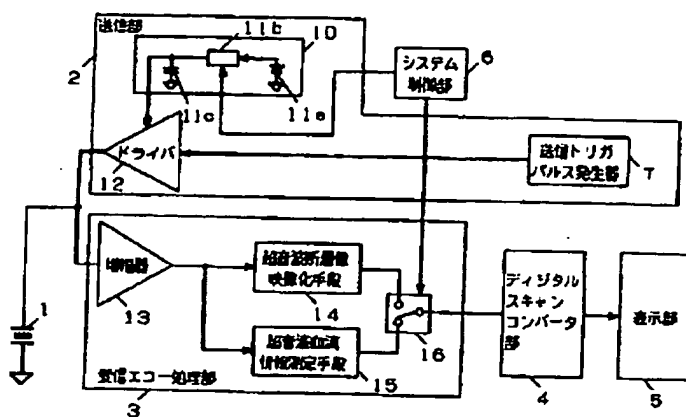 送信部
2
11b
10
11c
11a
システム
制御部
6
ドライバ
12
送信トリガ
パルス発生器
7
1
増幅器
13
超音波断層像
映像化手段
14
超音波血流
情報測定手段
15
16
受信エコー処理部
3
ディジタル
スキャン
コンバータ
部
4
表示部
5